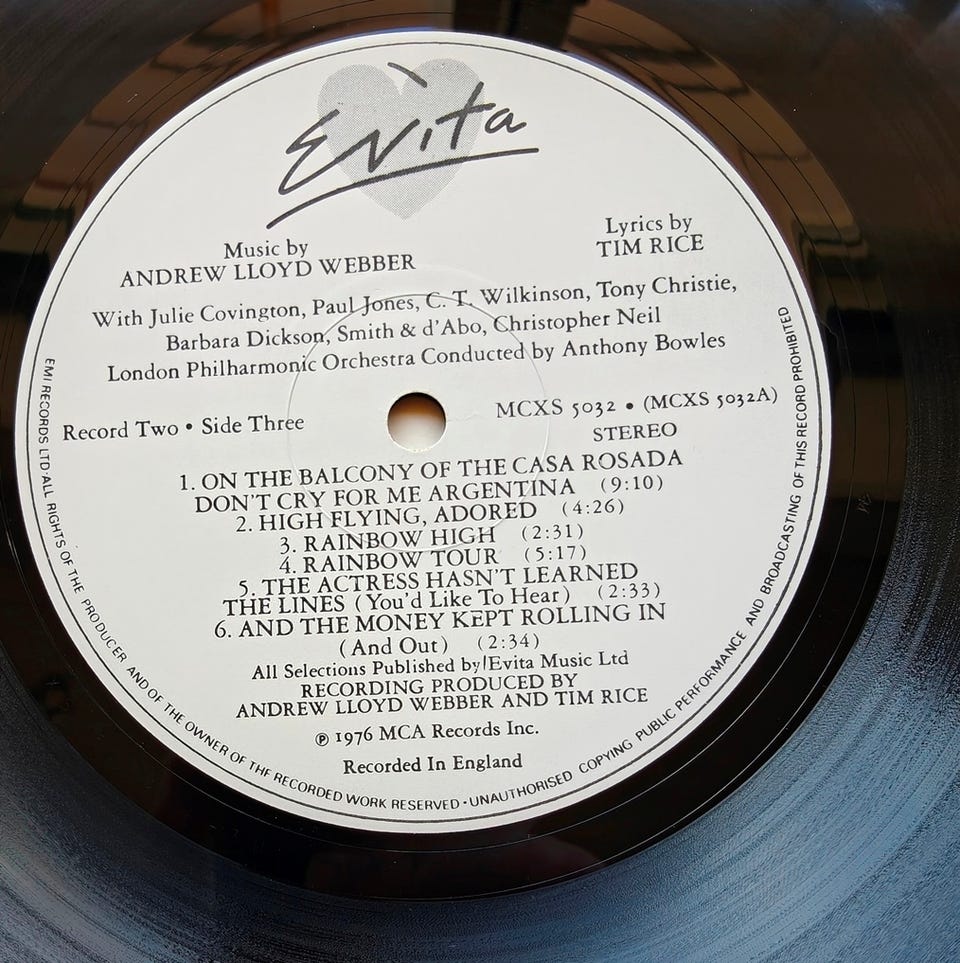 Evita
Music by
ANDREW LLOYD WEBBER
Lyrics by
TIM RICE
With Julie Covington, Paul Jones, C. T. Wilkinson, Tony Christie,
Barbara Dickson, Smith & d'Abo, Christopher Neil
London Philharmonic Orchestra Conducted by Anthony Bowles
Record Two • Side Three
MCXS 5032 • (MCXS 5032A)
STEREO
1. ON THE BALCONY OF THE CASA ROSADA
DON'T CRY FOR ME ARGENTINA (9:10)
2. HIGH FLYING, ADORED (4:26)
3. RAINBOW HIGH (2:31)
4. RAINBOW TOUR (5:17)
5. THE ACTRESS HASN'T LEARNED
THE LINES (You'd Like To Hear) (2:33)
6. AND THE MONEY KEPT ROLLING IN
(And Out) (2:34)
All Selections Published by Evita Music Ltd
RECORDING PRODUCED BY
ANDREW LLOYD WEBBER AND TIM RICE
℗ 1976 MCA Records Inc.
Recorded In England
EMI RECORDS LTD·ALL RIGHTS OF THE PRODUCER AND OF THE OWNER OF THE RECORDED WORK RESERVED·UNAUTHORISED COPYING PUBLIC PERFORMANCE AND BROADCASTING OF THIS RECORD PROHIBITED